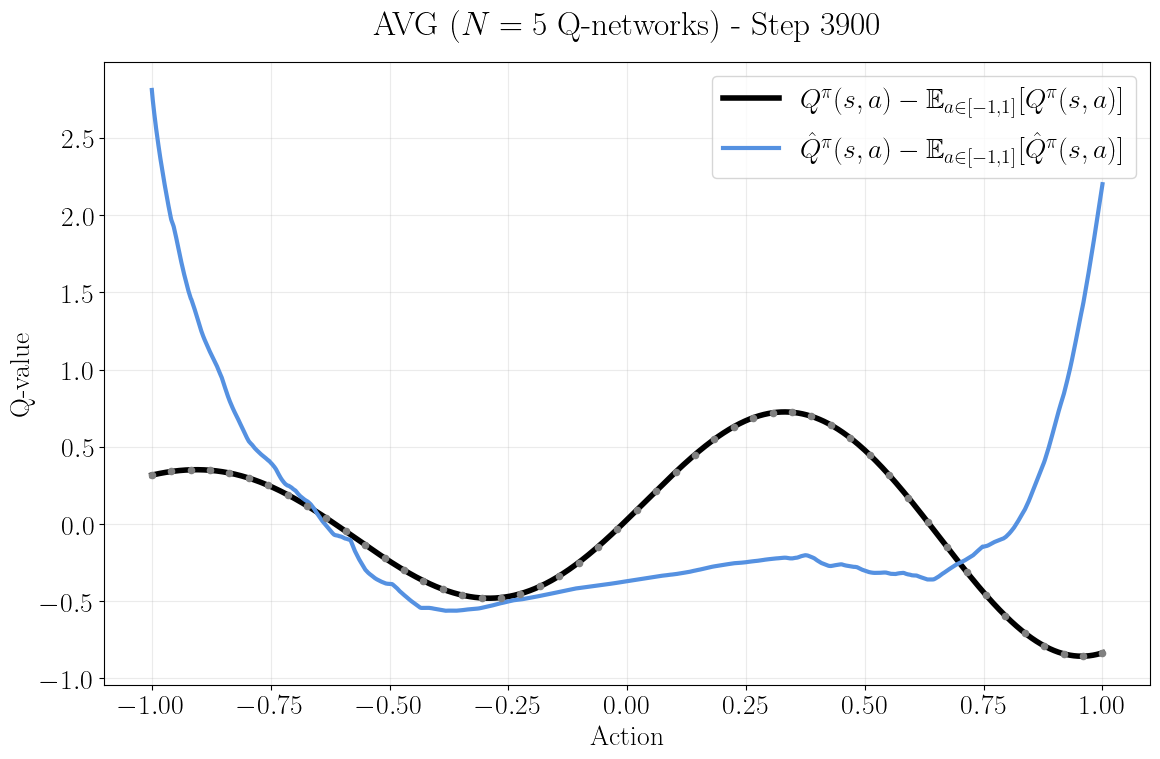 AVG (N = 5 Q-networks) - Step 3900
Q^π(s, a) − 𝔼_{a∈[−1,1]}[Q^π(s, a)]
Q̂^π(s, a) − 𝔼_{a∈[−1,1]}[Q̂^π(s, a)]
Q-value
2.5
2.0
1.5
1.0
0.5
0.0
−0.5
−1.0
−1.00 −0.75 −0.50 −0.25 0.00 0.25 0.50 0.75 1.00
Action